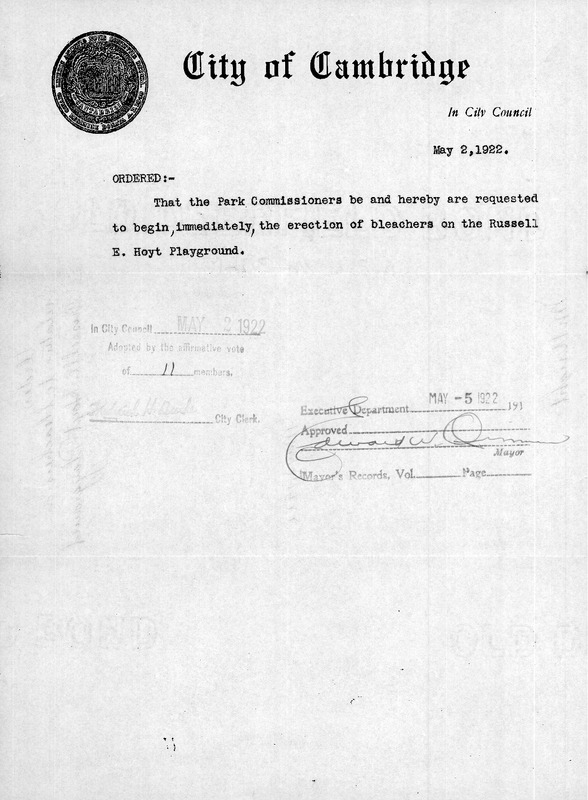 City of Cambridge
In City Council
May 2,1922.
ORDERED:-
That the Park Commissioners be and hereby are requested
to begin,immediately, the erection of bleachers on the Russell
E. Hoyt Playground.
In City Council MAY 2 1922
Adopted by the affirmative vote
of 11 members.
City Clerk.
Executive Department MAY -5 1922 191
Approved
Edward W. Quinn
Mayor
Mayor's Records, Vol. Page